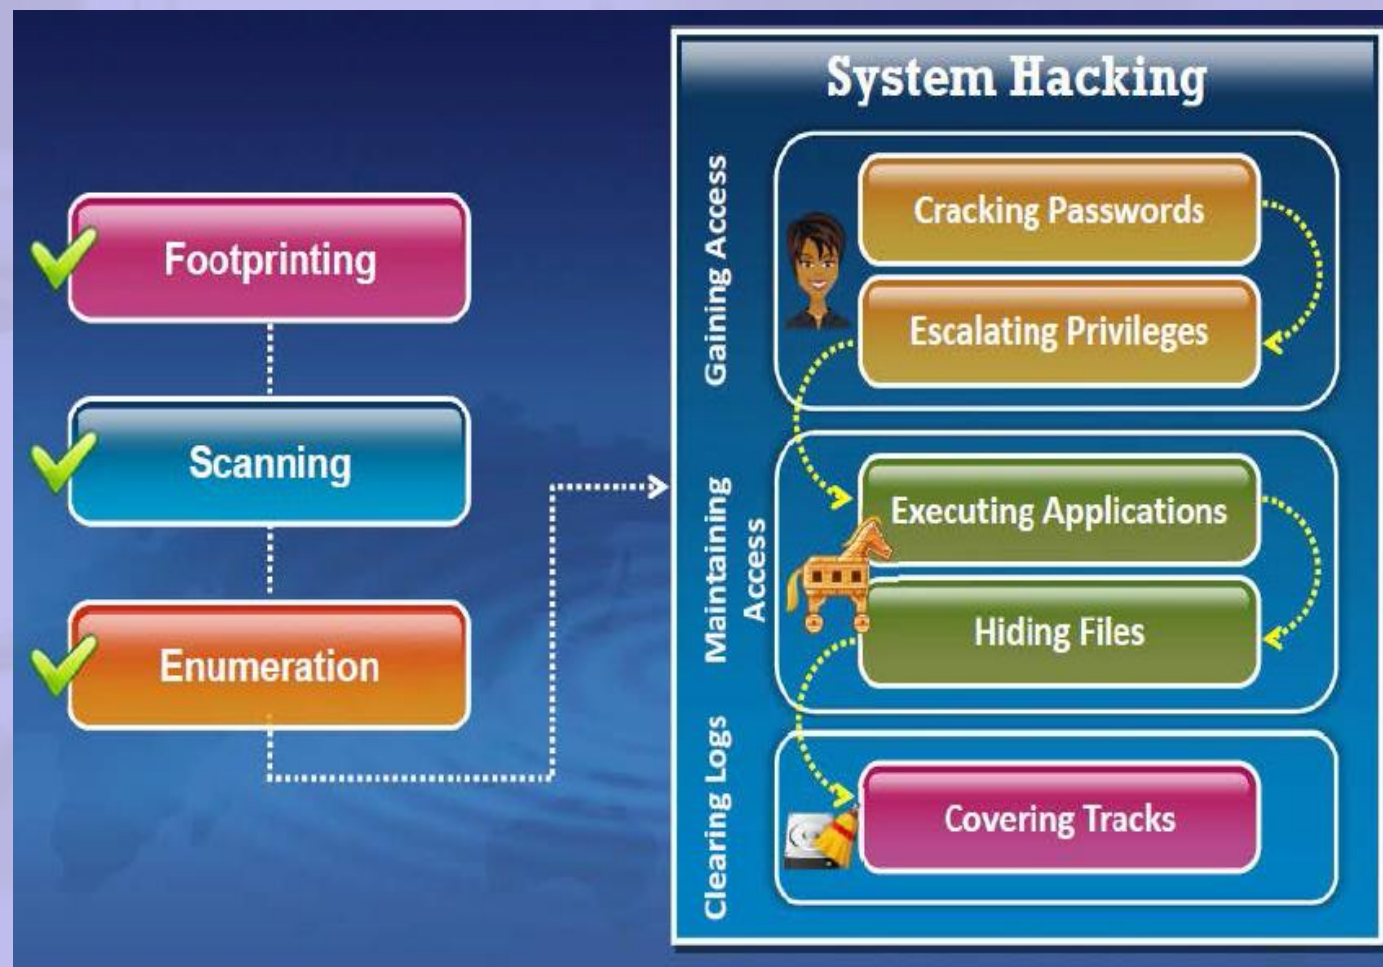 Footprinting
Scanning
Enumeration
System Hacking
Gaining Access
Cracking Passwords
Escalating Privileges
Maintaining
Access
Executing Applications
Hiding Files
Clearing Logs
Covering Tracks